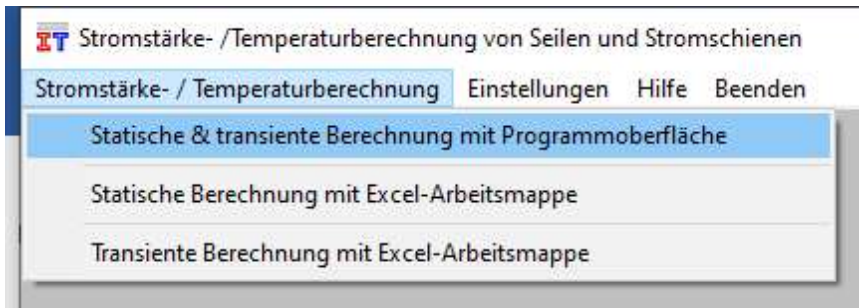 IT Stromstärke- /Temperaturberechnung von Seilen und Stromschienen
Stromstärke- / Temperaturberechnung Einstellungen Hilfe Beenden
Statische & transiente Berechnung mit Programmoberfläche
Statische Berechnung mit Excel-Arbeitsmappe
Transiente Berechnung mit Excel-Arbeitsmappe